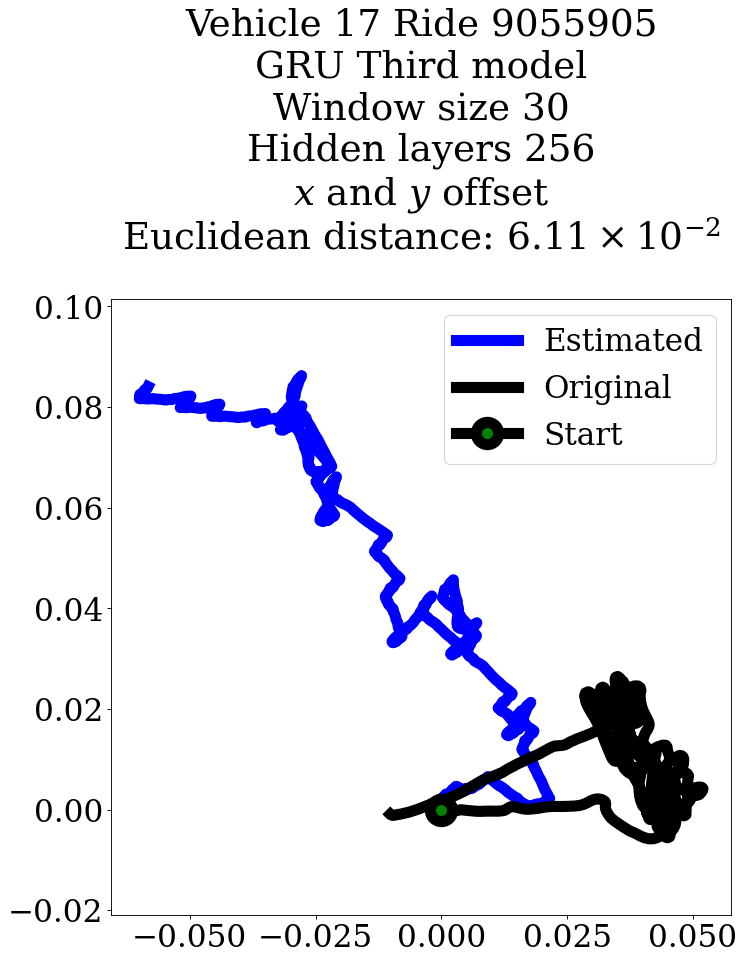 Vehicle 17 Ride 9055905
GRU Third model
Window size 30
Hidden layers 256
x and y offset
Euclidean distance: 6.11 × 10⁻²
0.10
0.08
0.06
0.04
0.02
0.00
−0.02
Estimated
Original
Start
−0.050 −0.025 0.000 0.025 0.050